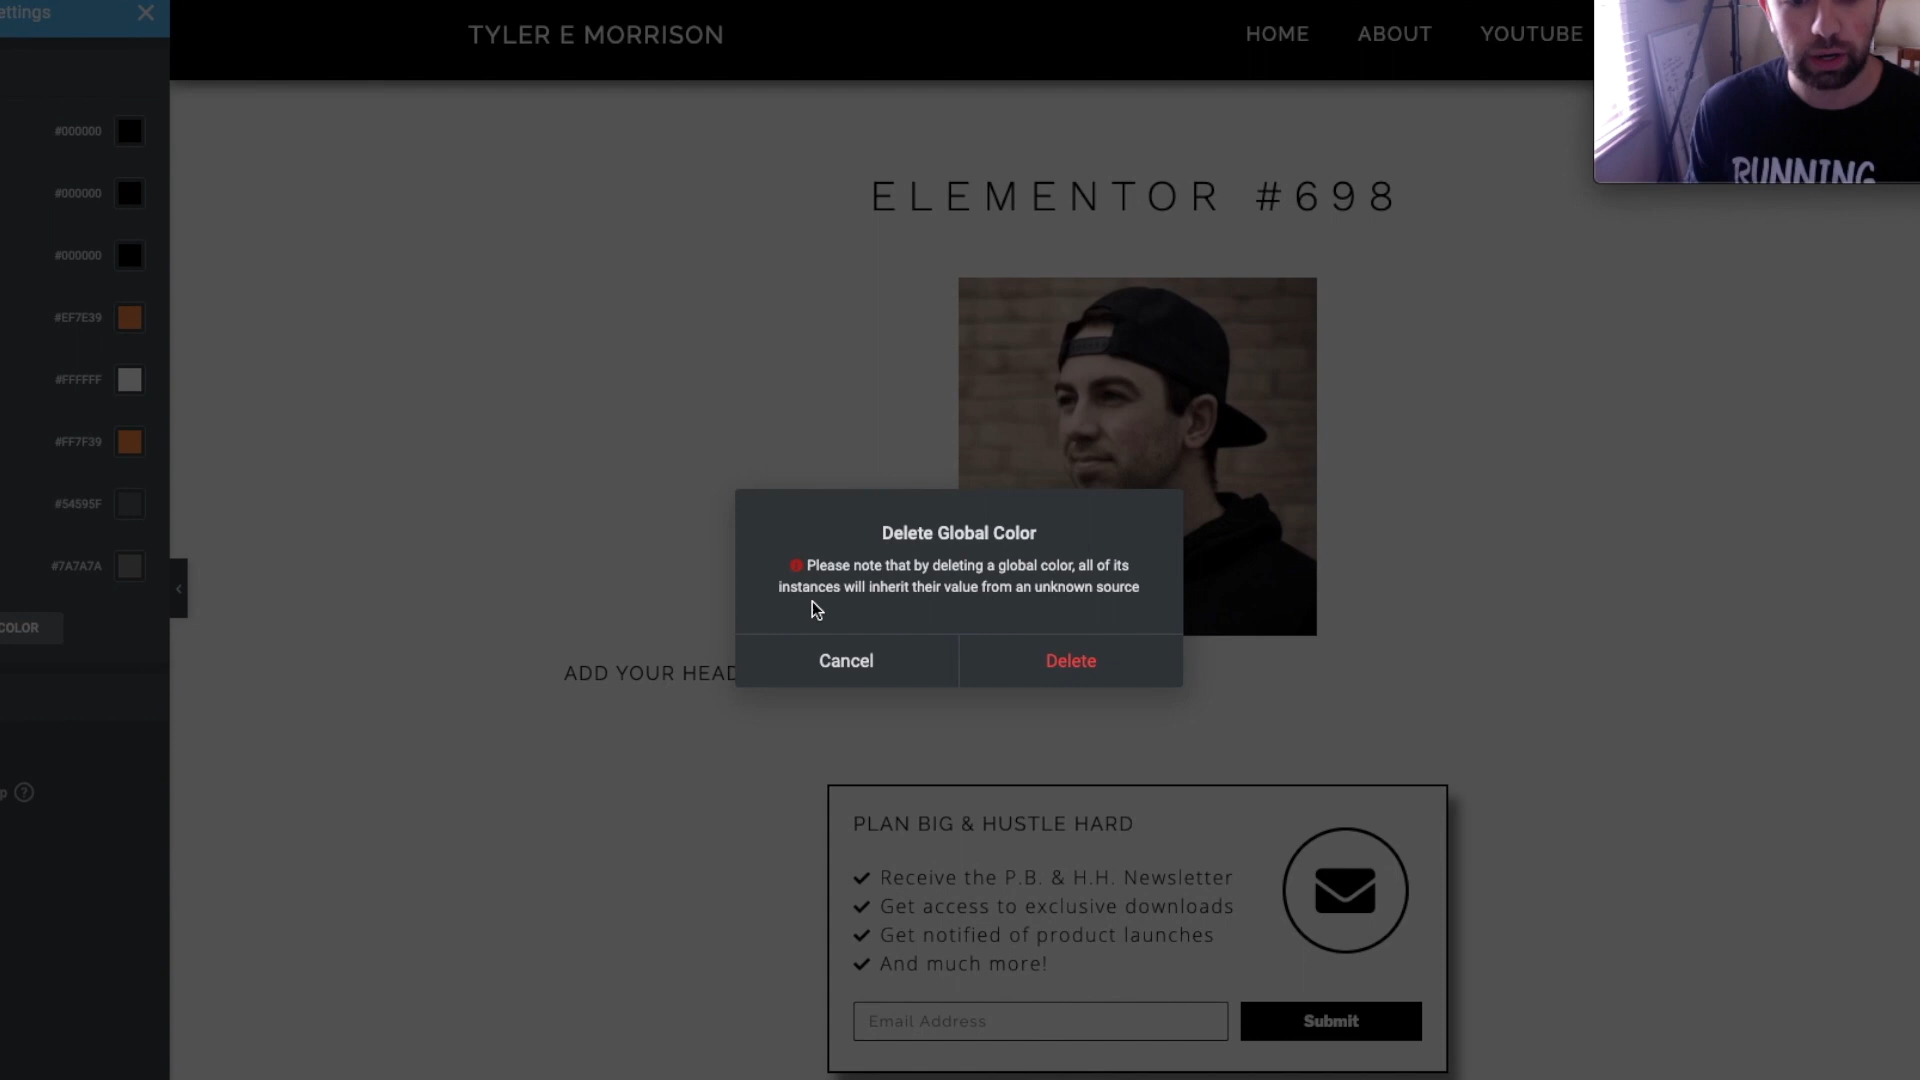 ettings
TYLER E MORRISON
HOME ABOUT YOUTUBE
RUNNING
#000000
#000000
#000000
#EF7E39
#FFFFFF
#FF7F39
#54595F
#7A7A7A
COLOR
p ?
ELEMENTOR #698
Delete Global Color
Please note that by deleting a global color, all of its
instances will inherit their value from an unknown source
Cancel Delete
ADD YOUR HEAD
PLAN BIG & HUSTLE HARD
Receive the P.B. & H.H. Newsletter
Get access to exclusive downloads
Get notified of product launches
And much more!
Email Address Submit